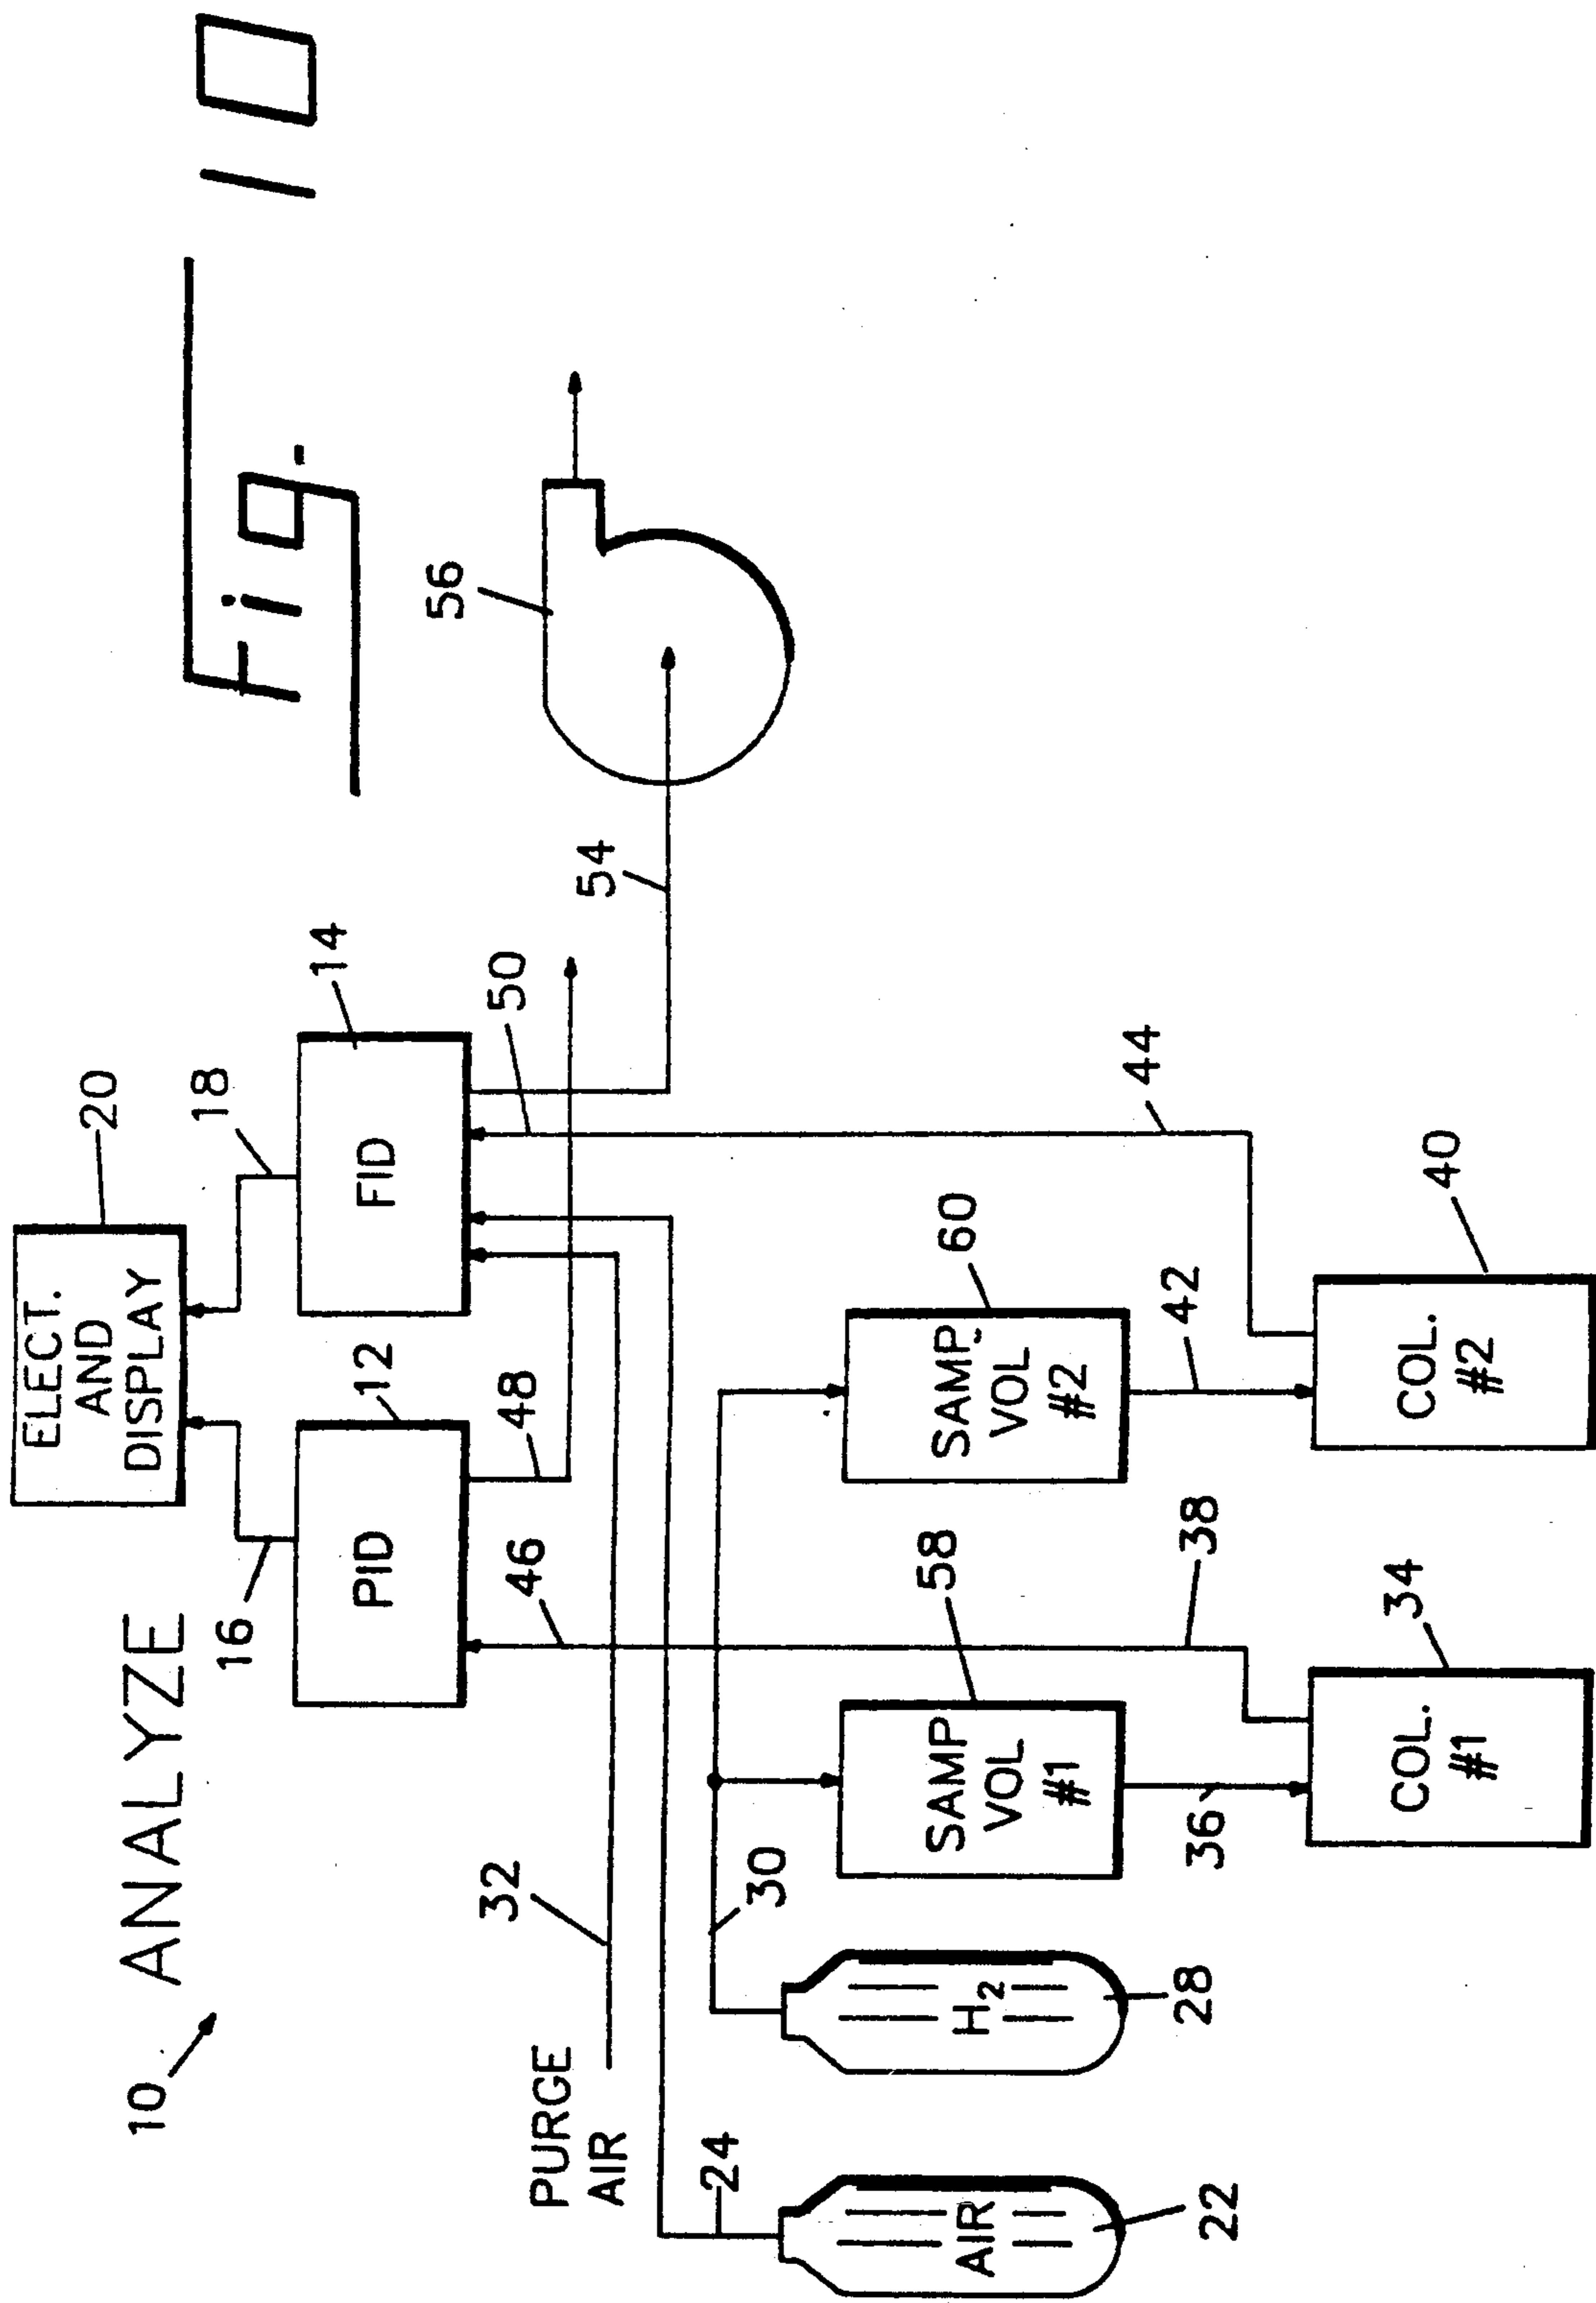 10
ANALYZE
ELECT.
AND
DISPLAY
20
16
18
PID
12
FID
14
Fig. 10
PURGE
AIR
32
46
48
50
54
56
24
30
AIR
22
H2
28
SAMP
VOL
#1
58
SAMP.
VOL
#2
60
36
38
42
44
COL.
#1
34
COL.
#2
40